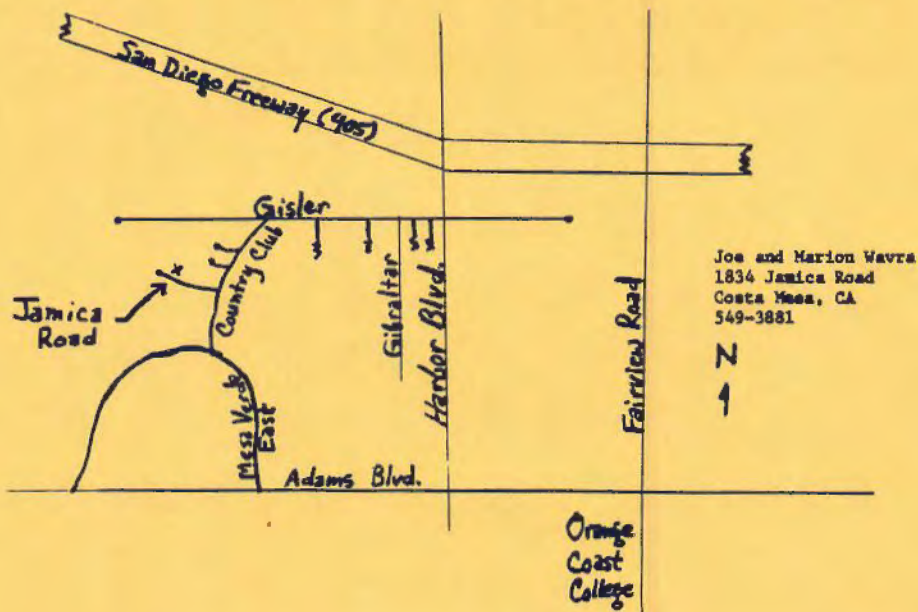 San Diego Freeway (405)
Gisler
Country Club
Jamica
Road
Gibraltar
Harbor Blvd.
Fairview Road
Joe and Marion Wavra
1834 Jamica Road
Costa Mesa, CA
549-3881
N
Mesa Verde
East
Adams Blvd.
Orange
Coast
College